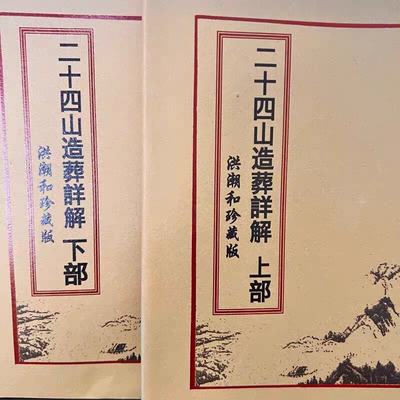 二十四山造葬詳解 上部
洪潮和珍藏版
二十四山造葬詳解 下部
洪潮和珍藏版